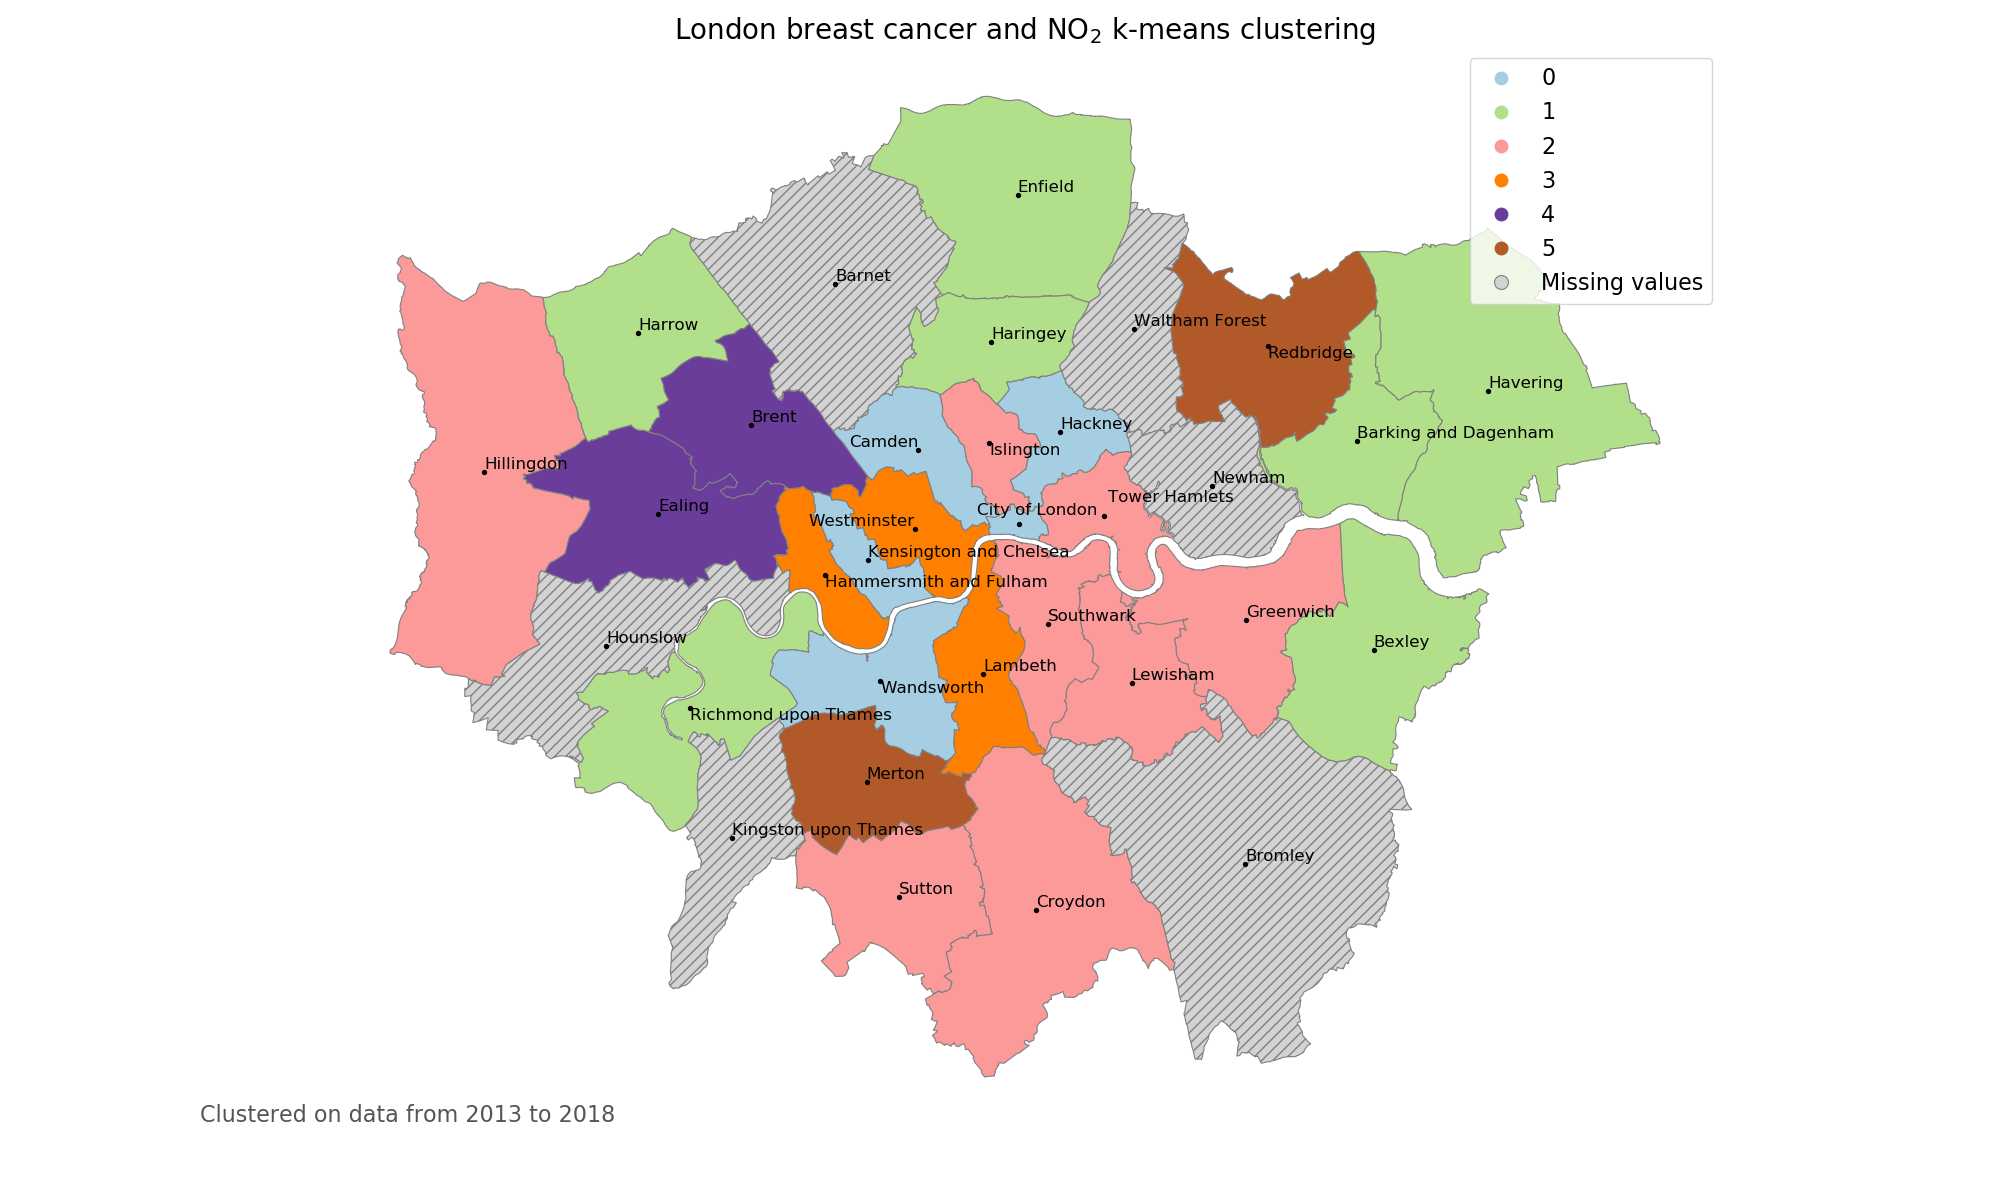 London breast cancer and NO₂ k-means clustering
0
1
2
3
4
5
Missing values
Enfield
Barnet
Harrow
Haringey
Waltham Forest
Redbridge
Havering
Brent
Hackney
Camden
Islington
Barking and Dagenham
Hillingdon
Newham
Tower Hamlets
Ealing
City of London
Westminster
Kensington and Chelsea
Hammersmith and Fulham
Southwark
Greenwich
Hounslow
Bexley
Lambeth
Lewisham
Wandsworth
Richmond upon Thames
Merton
Kingston upon Thames
Bromley
Sutton
Croydon
Clustered on data from 2013 to 2018